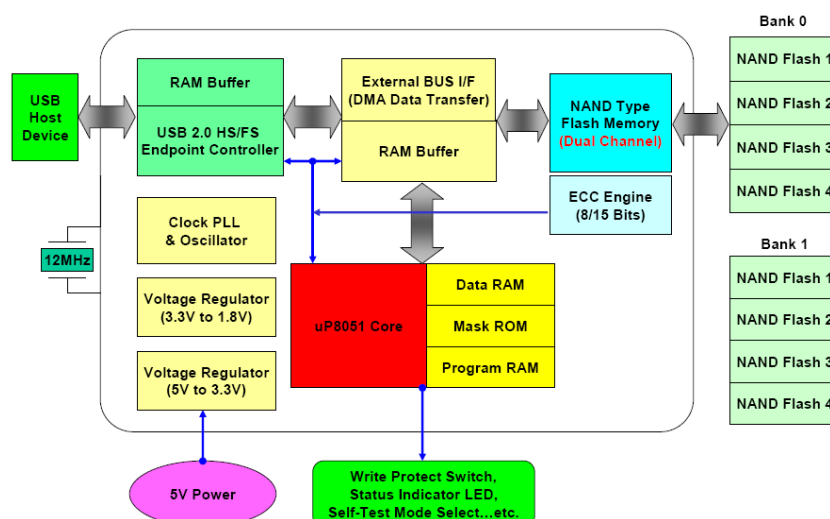 Bank 0
NAND Flash 1
NAND Flash 2
NAND Flash 3
NAND Flash 4
USB
Host
Device
RAM Buffer
USB 2.0 HS/FS
Endpoint Controller
External BUS I/F
(DMA Data Transfer)
RAM Buffer
NAND Type
Flash Memory
(Dual Channel)
ECC Engine
(8/15 Bits)
Bank 1
NAND Flash 1
NAND Flash 2
NAND Flash 3
NAND Flash 4
Clock PLL
& Oscillator
12MHz
Voltage Regulator
(3.3V to 1.8V)
Voltage Regulator
(5V to 3.3V)
uP8051 Core
Data RAM
Mask ROM
Program RAM
5V Power
Write Protect Switch,
Status Indicator LED,
Self-Test Mode Select...etc.